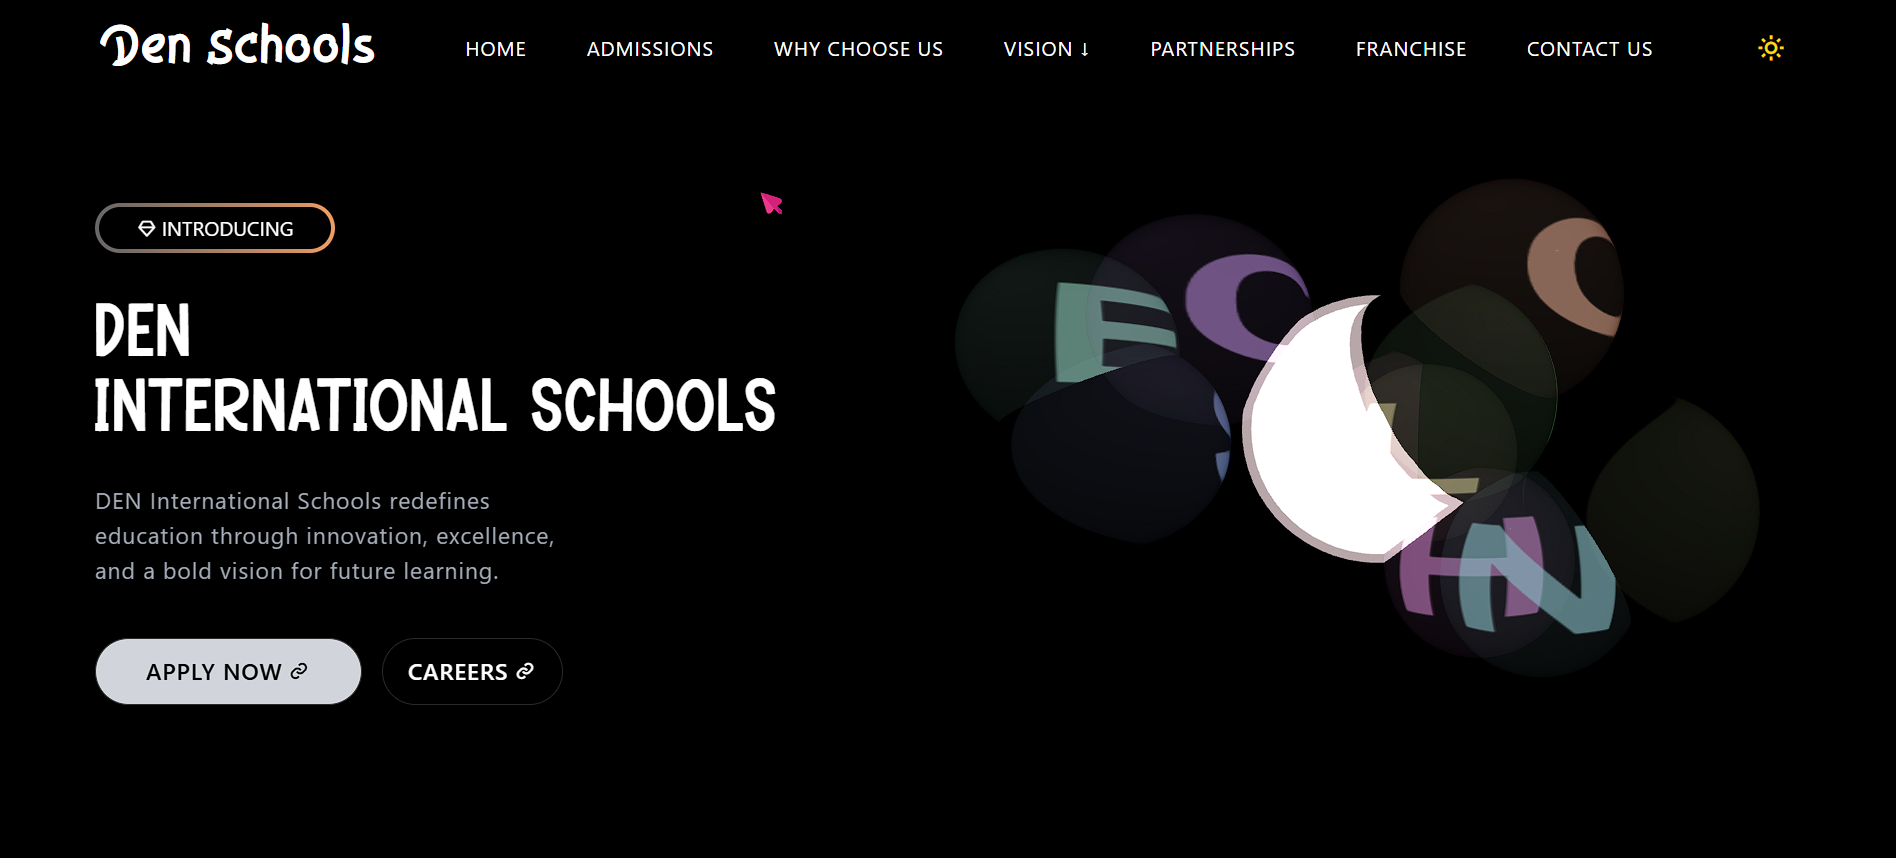 Den Schools
HOME
ADMISSIONS
WHY CHOOSE US
VISION ↓
PARTNERSHIPS
FRANCHISE
CONTACT US
INTRODUCING
DEN
INTERNATIONAL SCHOOLS
DEN International Schools redefines
education through innovation, excellence,
and a bold vision for future learning.
APPLY NOW
CAREERS
E
C
H
N